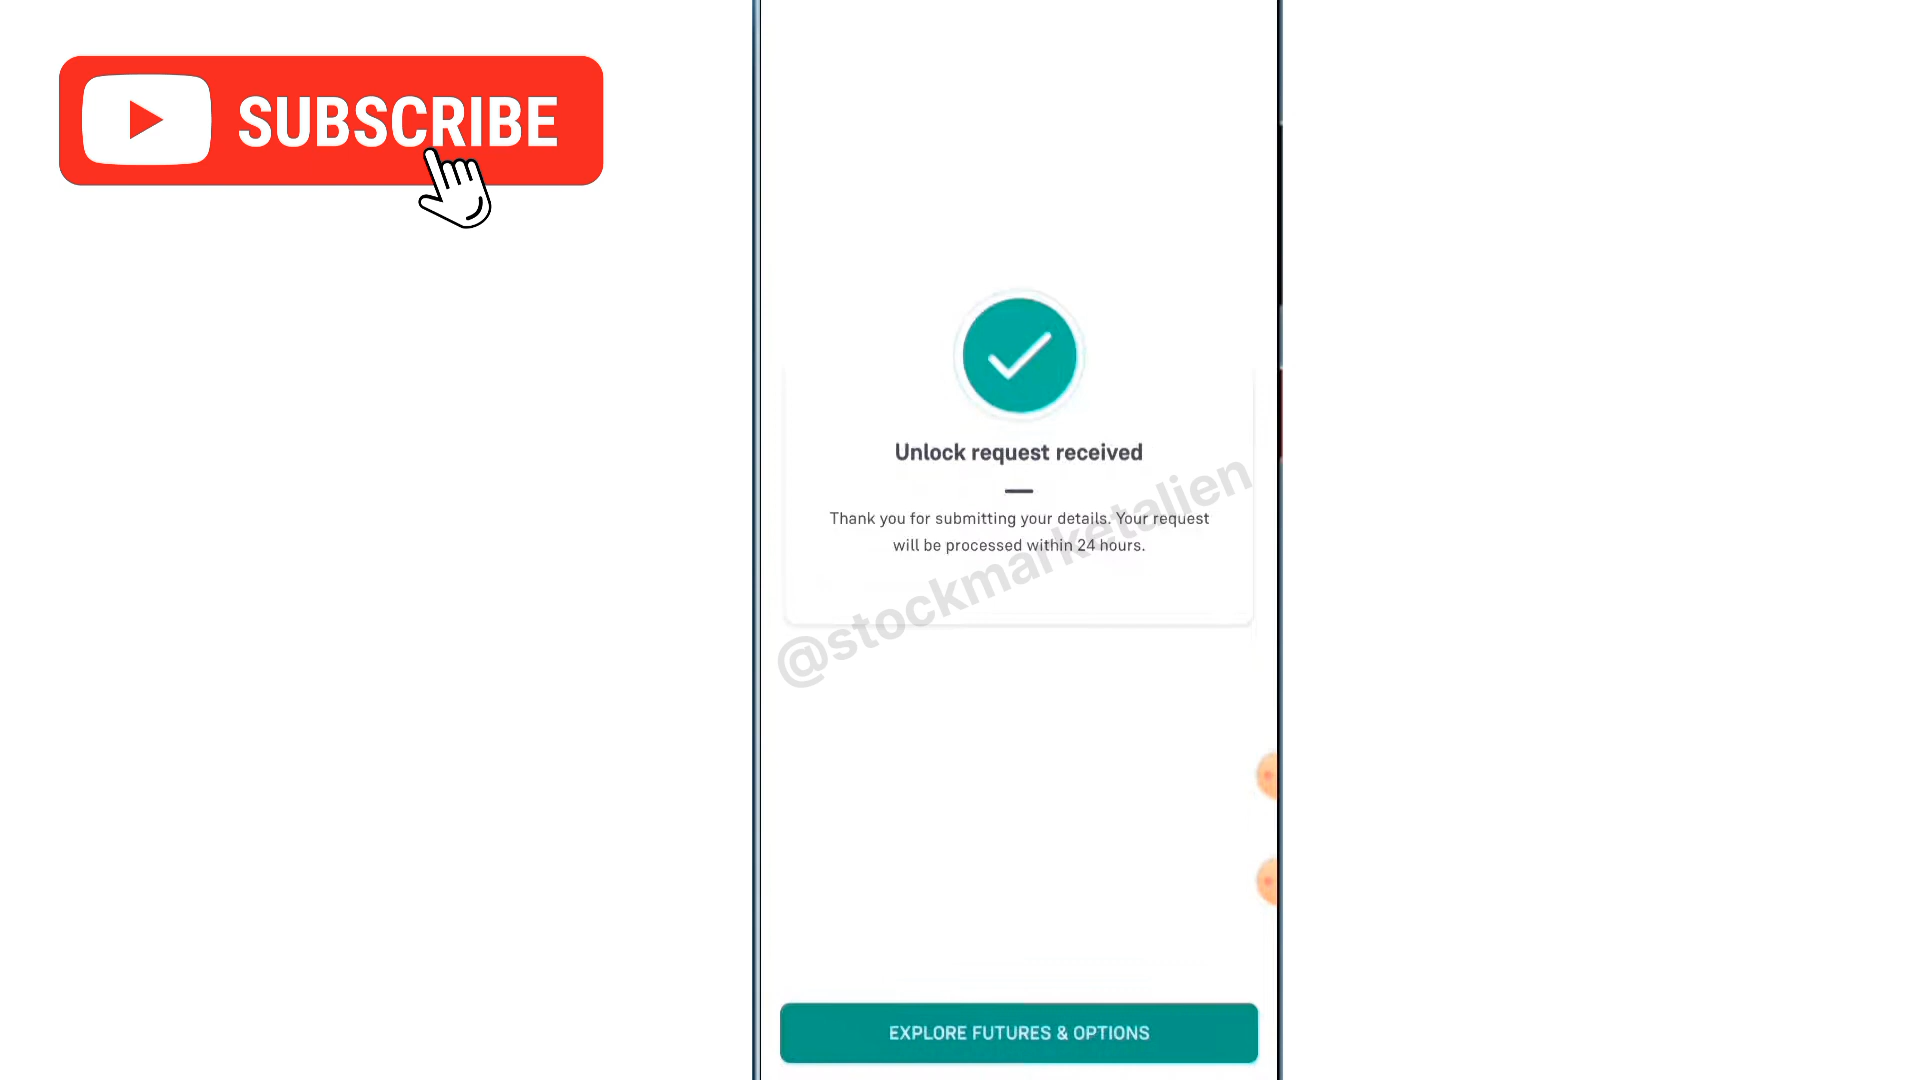 SUBSCRIBE
Unlock request received
Thank you for submitting your details. Your request
will be processed within 24 hours.
@stockmarketalien
EXPLORE FUTURES & OPTIONS